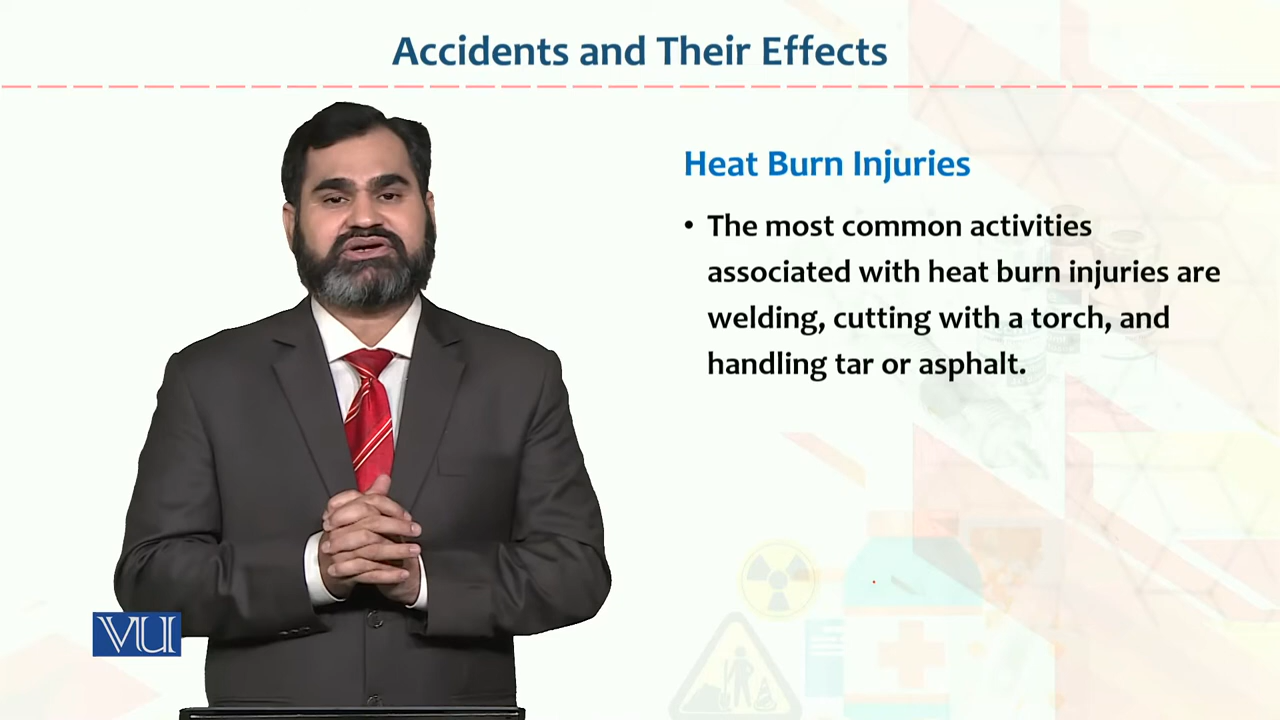 Accidents and Their Effects
Heat Burn Injuries
• The most common activities
associated with heat burn injuries are
welding, cutting with a torch, and
handling tar or asphalt.
VU